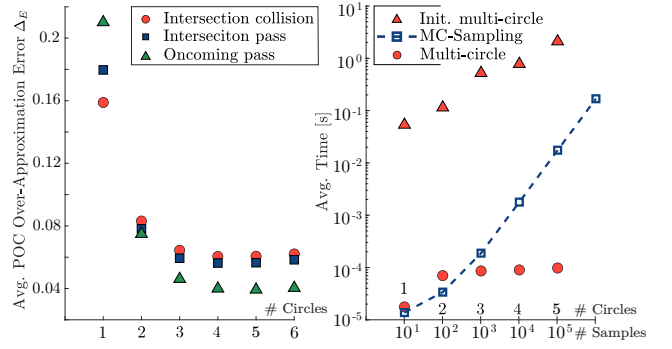 Avg. POC Over-Approximation Error Δ_E
0.2
0.16
0.12
0.08
0.04
Intersection collision
Interseciton pass
Oncoming pass
# Circles
1 2 3 4 5 6
Avg. Time [s]
10^1
10^0
10^-1
10^-2
10^-3
10^-4
10^-5
Init. multi-circle
MC-Sampling
Multi-circle
1 2 3 4 5 # Circles
10^1 10^2 10^3 10^4 10^5 # Samples